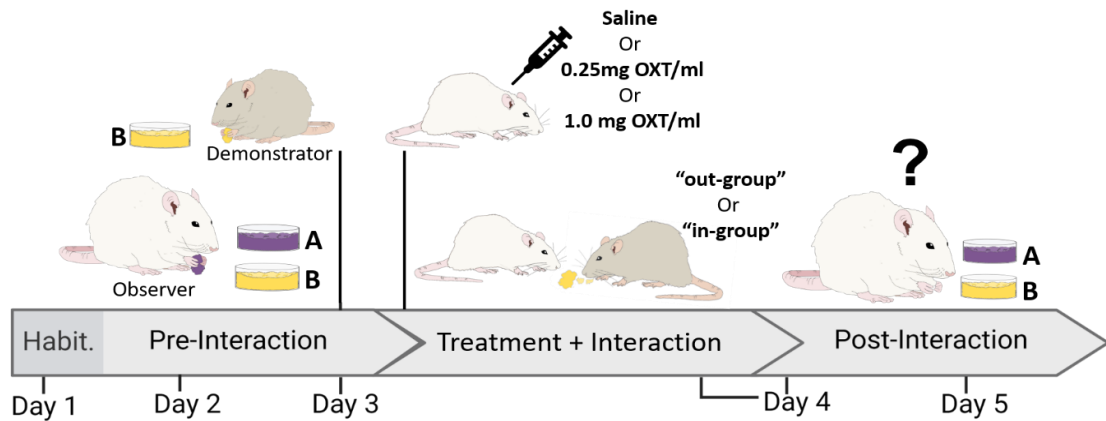 Saline
Or
0.25mg OXT/ml
Or
1.0 mg OXT/ml
B
Demonstrator
A
B
Observer
“out-group”
Or
“in-group”
?
A
B
Habit.
Pre-Interaction
Treatment + Interaction
Post-Interaction
Day 1
Day 2
Day 3
Day 4
Day 5